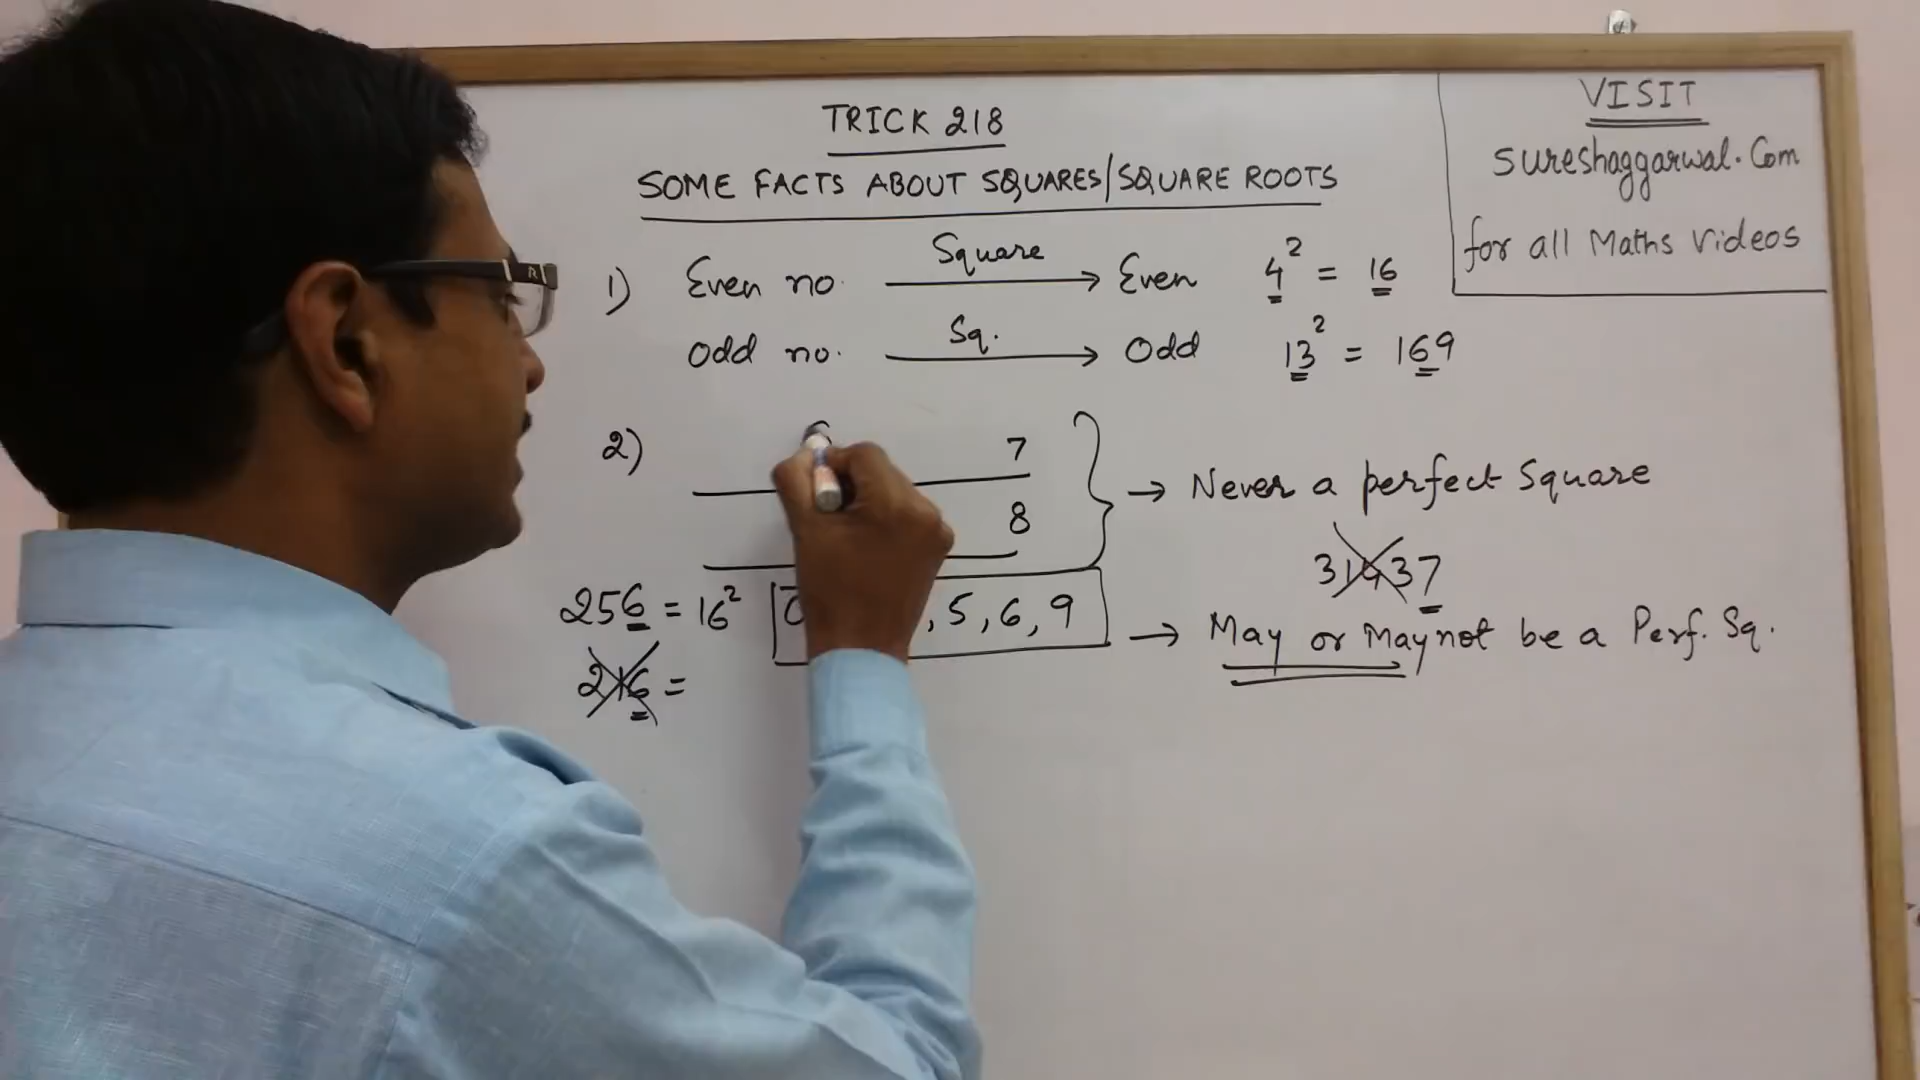 TRICK 218
SOME FACTS ABOUT SQUARES/SQUARE ROOTS
VISIT
sureshaggarwal.Com
for all Maths Videos
1) Even no. Square → Even 4² = 16
Odd no. Sq. → Odd 13² = 169
2) 7
8
→ Never a perfect Square
37
256 = 16²
, 5, 6, 9 → May or May not be a Perf. Sq.
216 =